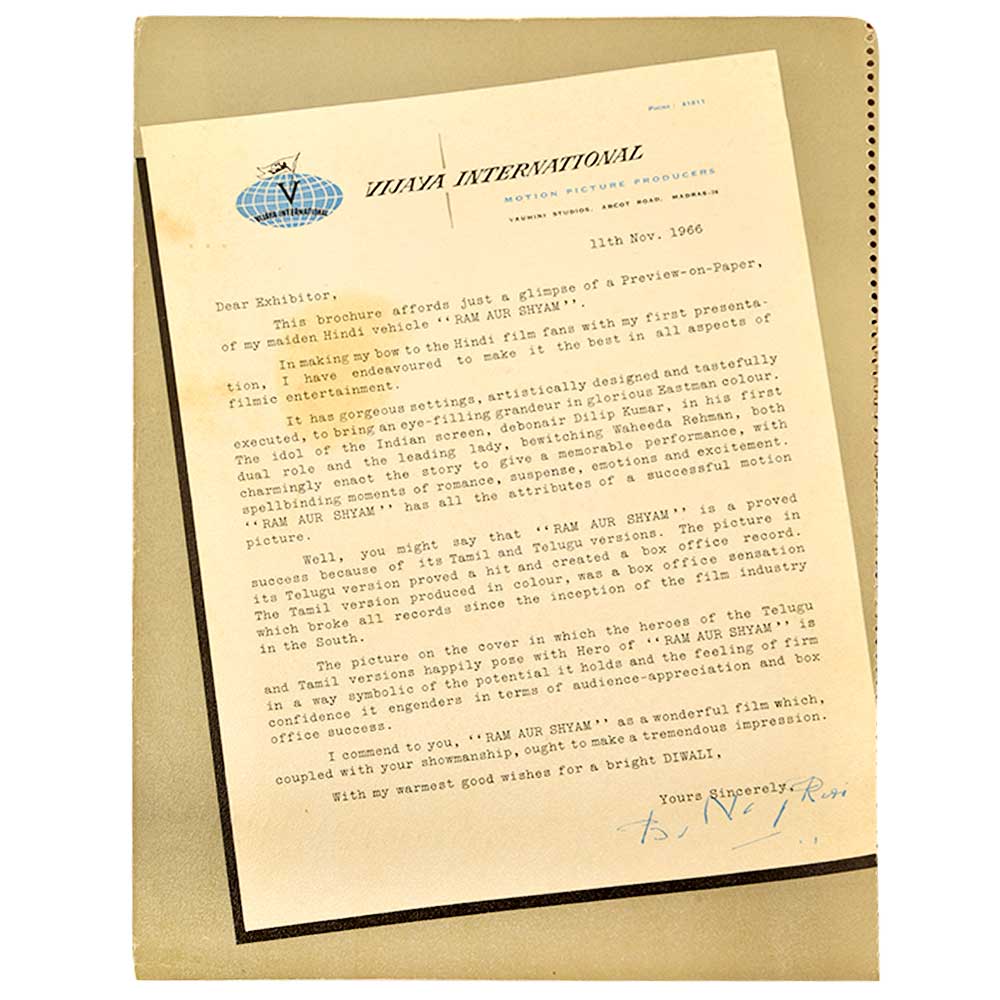 PHONE : 41811
V
VIJAYA INTERNATIONAL
VIJAYA INTERNATIONAL
MOTION PICTURE PRODUCERS
VAUHINI STUDIOS, ARCOT ROAD, MADRAS-26
11th Nov. 1966
Dear Exhibitor,
This brochure affords just a glimpse of a Preview-on-Paper,
of my maiden Hindi vehicle ‘‘RAM AUR SHYAM’’.
In making my bow to the Hindi film fans with my first presenta-
tion, I have endeavoured to make it the best in all aspects of
filmic entertainment.
It has gorgeous settings, artistically designed and tastefully
executed, to bring an eye-filling grandeur in glorious Eastman colour.
The idol of the Indian screen, debonair Dilip Kumar, in his first
dual role and the leading lady, bewitching Waheeda Rehman, both
charmingly enact the story to give a memorable performance, with
spellbinding moments of romance, suspense, emotions and excitement.
‘‘RAM AUR SHYAM’’ has all the attributes of a successful motion
picture.
Well, you might say that ‘‘RAM AUR SHYAM’’ is a proved
success because of its Tamil and Telugu versions. The picture in
its Telugu version proved a hit and created a box office record.
The Tamil version produced in colour, was a box office sensation
which broke all records since the inception of the film industry
in the South.
The picture on the cover in which the heroes of the Telugu
and Tamil versions happily pose with Hero of ‘‘RAM AUR SHYAM’’ is
in a way symbolic of the potential it holds and the feeling of firm
confidence it engenders in terms of audience-appreciation and box
office success.
I commend to you, ‘‘RAM AUR SHYAM’’ as a wonderful film which,
coupled with your showmanship, ought to make a tremendous impression.
With my warmest good wishes for a bright DIWALI,
Yours Sincerely,